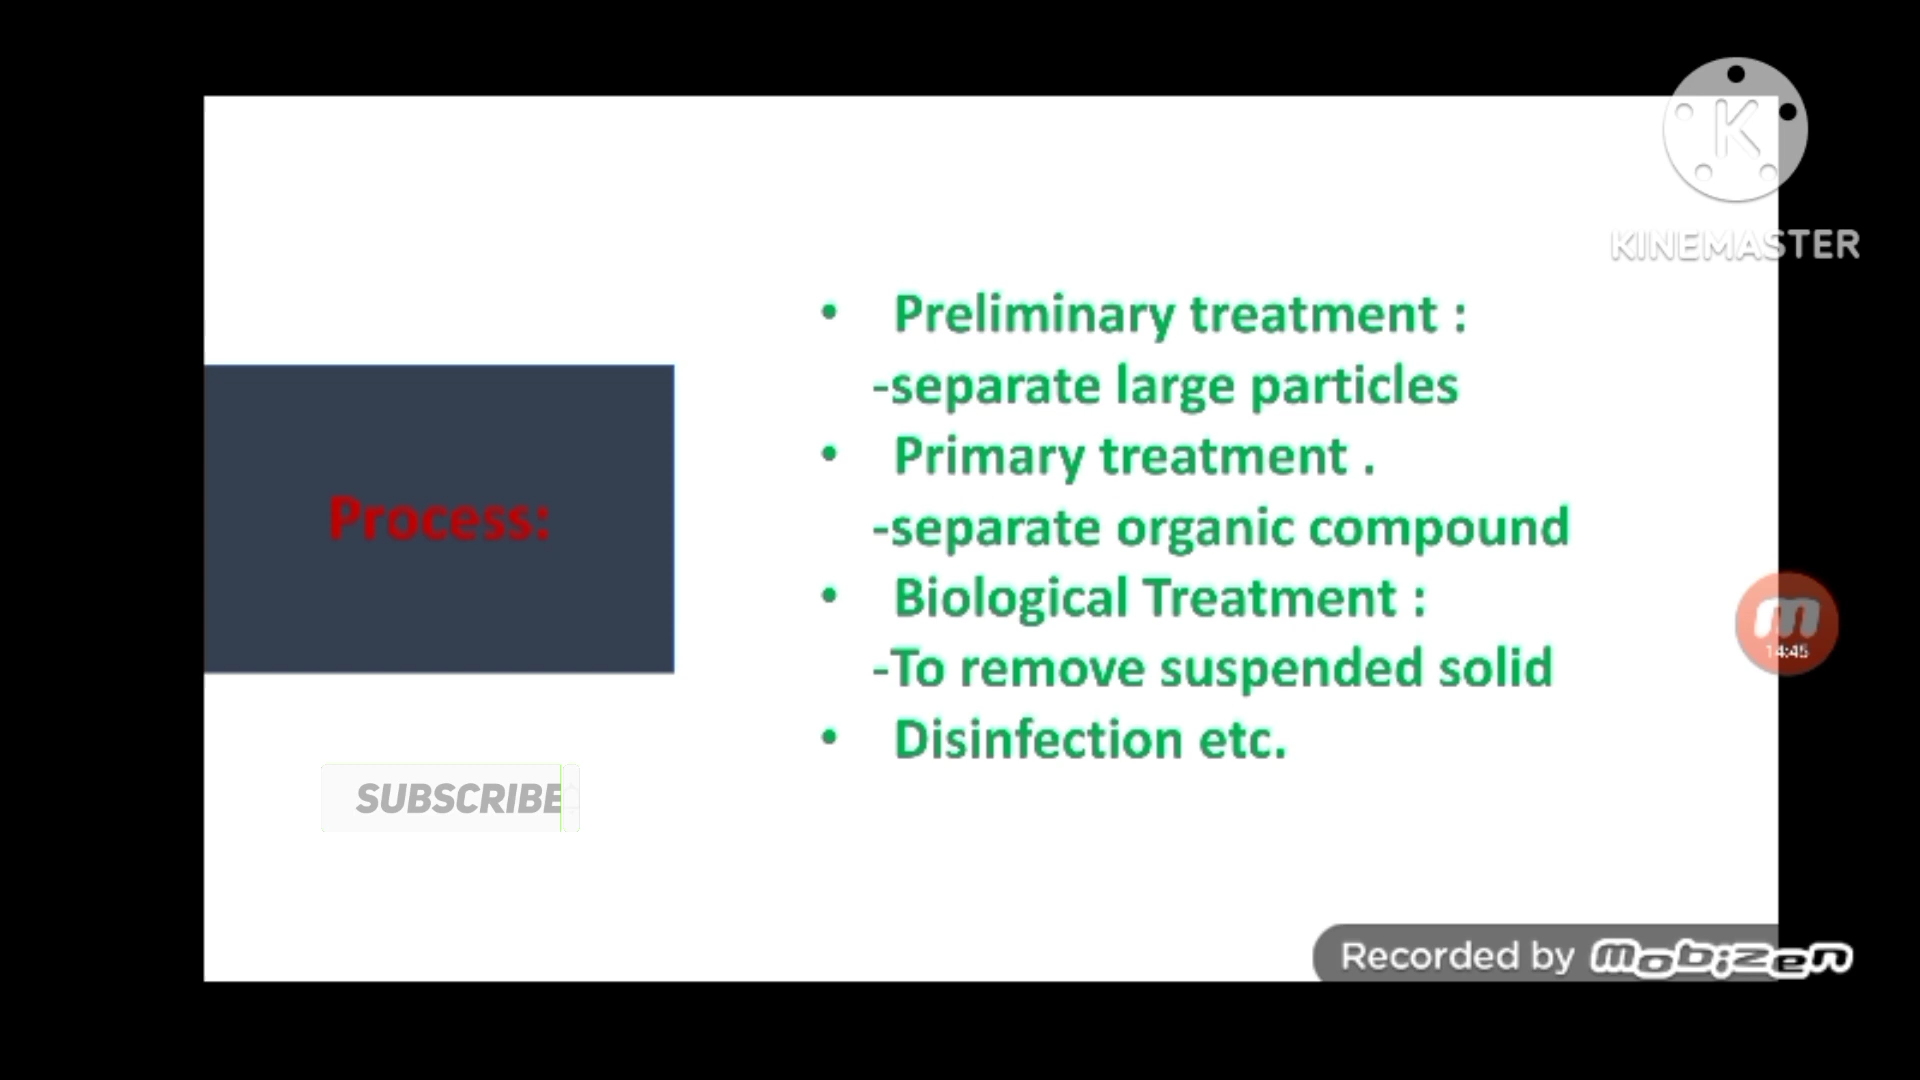 K
KINEMASTER
• Preliminary treatment :
-separate large particles
• Primary treatment .
-separate organic compound
Process:
• Biological Treatment :
-To remove suspended solid
m
14:45
• Disinfection etc.
SUBSCRIBE
Recorded by mobizen